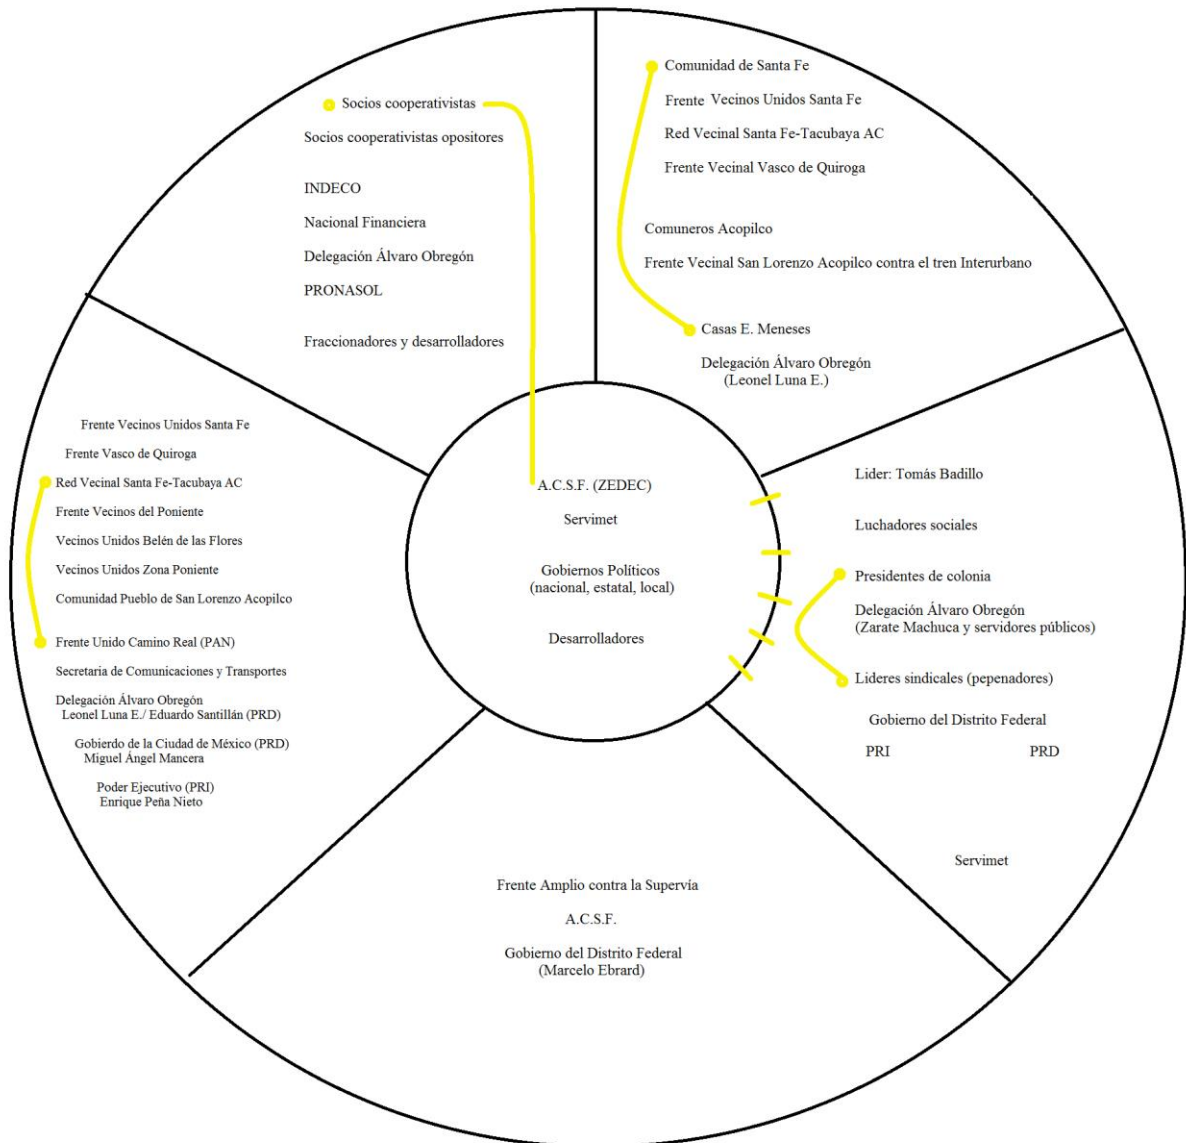 Socios cooperativistas
Socios cooperativistas opositores
INDECO
Nacional Financiera
Delegación Álvaro Obregón
PRONASOL
Fraccionadores y desarrolladores
Comunidad de Santa Fe
Frente Vecinos Unidos Santa Fe
Red Vecinal Santa Fe-Tacubaya AC
Frente Vecinal Vasco de Quiroga
Comuneros Acopilco
Frente Vecinal San Lorenzo Acopilco contra el tren Interurbano
Casas E. Meneses
Delegación Álvaro Obregón
(Leonel Luna E.)
Frente Vecinos Unidos Santa Fe
Frente Vasco de Quiroga
Red Vecinal Santa Fe-Tacubaya AC
Frente Vecinos del Poniente
Vecinos Unidos Belén de las Flores
Vecinos Unidos Zona Poniente
Comunidad Pueblo de San Lorenzo Acopilco
Frente Unido Camino Real (PAN)
Secretaria de Comunicaciones y Transportes
Delegación Álvaro Obregón
Leonel Luna E./ Eduardo Santillán (PRD)
Gobierdo de la Ciudad de México (PRD)
Miguel Ángel Mancera
Poder Ejecutivo (PRI)
Enrique Peña Nieto
A.C.S.F. (ZEDEC)
Servimet
Gobiernos Políticos
(nacional, estatal, local)
Desarrolladores
Lider: Tomás Badillo
Luchadores sociales
Presidentes de colonia
Delegación Álvaro Obregón
(Zarate Machuca y servidores públicos)
Lideres sindicales (pepenadores)
Gobierno del Distrito Federal
PRI PRD
Servimet
Frente Amplio contra la Supervía
A.C.S.F.
Gobierno del Distrito Federal
(Marcelo Ebrard)